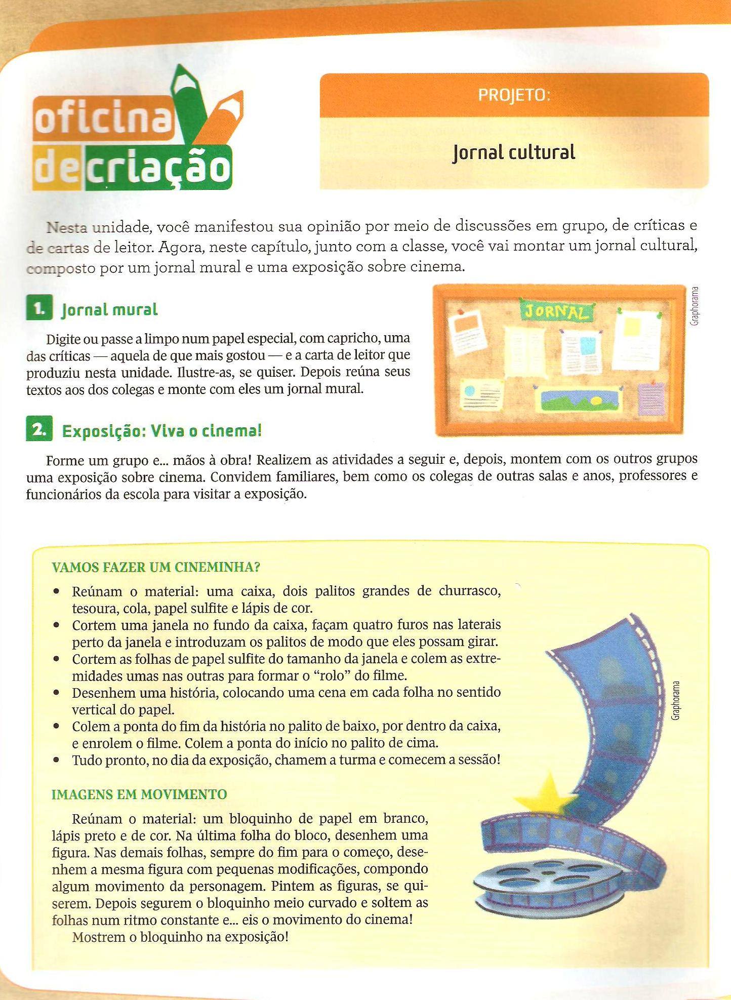 oficina
de criação
PROJETO:
Jornal cultural
Nesta unidade, você manifestou sua opinião por meio de discussões em grupo, de críticas e
de cartas de leitor. Agora, neste capítulo, junto com a classe, você vai montar um jornal cultural,
composto por um jornal mural e uma exposição sobre cinema.
1. Jornal mural
Digite ou passe a limpo num papel especial, com capricho, uma
das críticas — aquela de que mais gostou — e a carta de leitor que
produziu nesta unidade. Ilustre-as, se quiser. Depois reúna seus
textos aos dos colegas e monte com eles um jornal mural.
JORNAL
Graphorama
2. Exposição: Viva o cinema!
Forme um grupo e... mãos à obra! Realizem as atividades a seguir e, depois, montem com os outros grupos
uma exposição sobre cinema. Convidem familiares, bem como os colegas de outras salas e anos, professores e
funcionários da escola para visitar a exposição.
VAMOS FAZER UM CINEMINHA?
• Reúnam o material: uma caixa, dois palitos grandes de churrasco,
tesoura, cola, papel sulfite e lápis de cor.
• Cortem uma janela no fundo da caixa, façam quatro furos nas laterais
perto da janela e introduzam os palitos de modo que eles possam girar.
• Cortem as folhas de papel sulfite do tamanho da janela e colem as extre-
midades umas nas outras para formar o “rolo” do filme.
• Desenhem uma história, colocando uma cena em cada folha no sentido
vertical do papel.
• Colem a ponta do fim da história no palito de baixo, por dentro da caixa,
e enrolem o filme. Colem a ponta do início no palito de cima.
• Tudo pronto, no dia da exposição, chamem a turma e comecem a sessão!
Graphorama
IMAGENS EM MOVIMENTO
Reúnam o material: um bloquinho de papel em branco,
lápis preto e de cor. Na última folha do bloco, desenhem uma
figura. Nas demais folhas, sempre do fim para o começo, dese-
nhem a mesma figura com pequenas modificações, compondo
algum movimento da personagem. Pintem as figuras, se qui-
serem. Depois segurem o bloquinho meio curvado e soltem as
folhas num ritmo constante e... eis o movimento do cinema!
Mostrem o bloquinho na exposição!